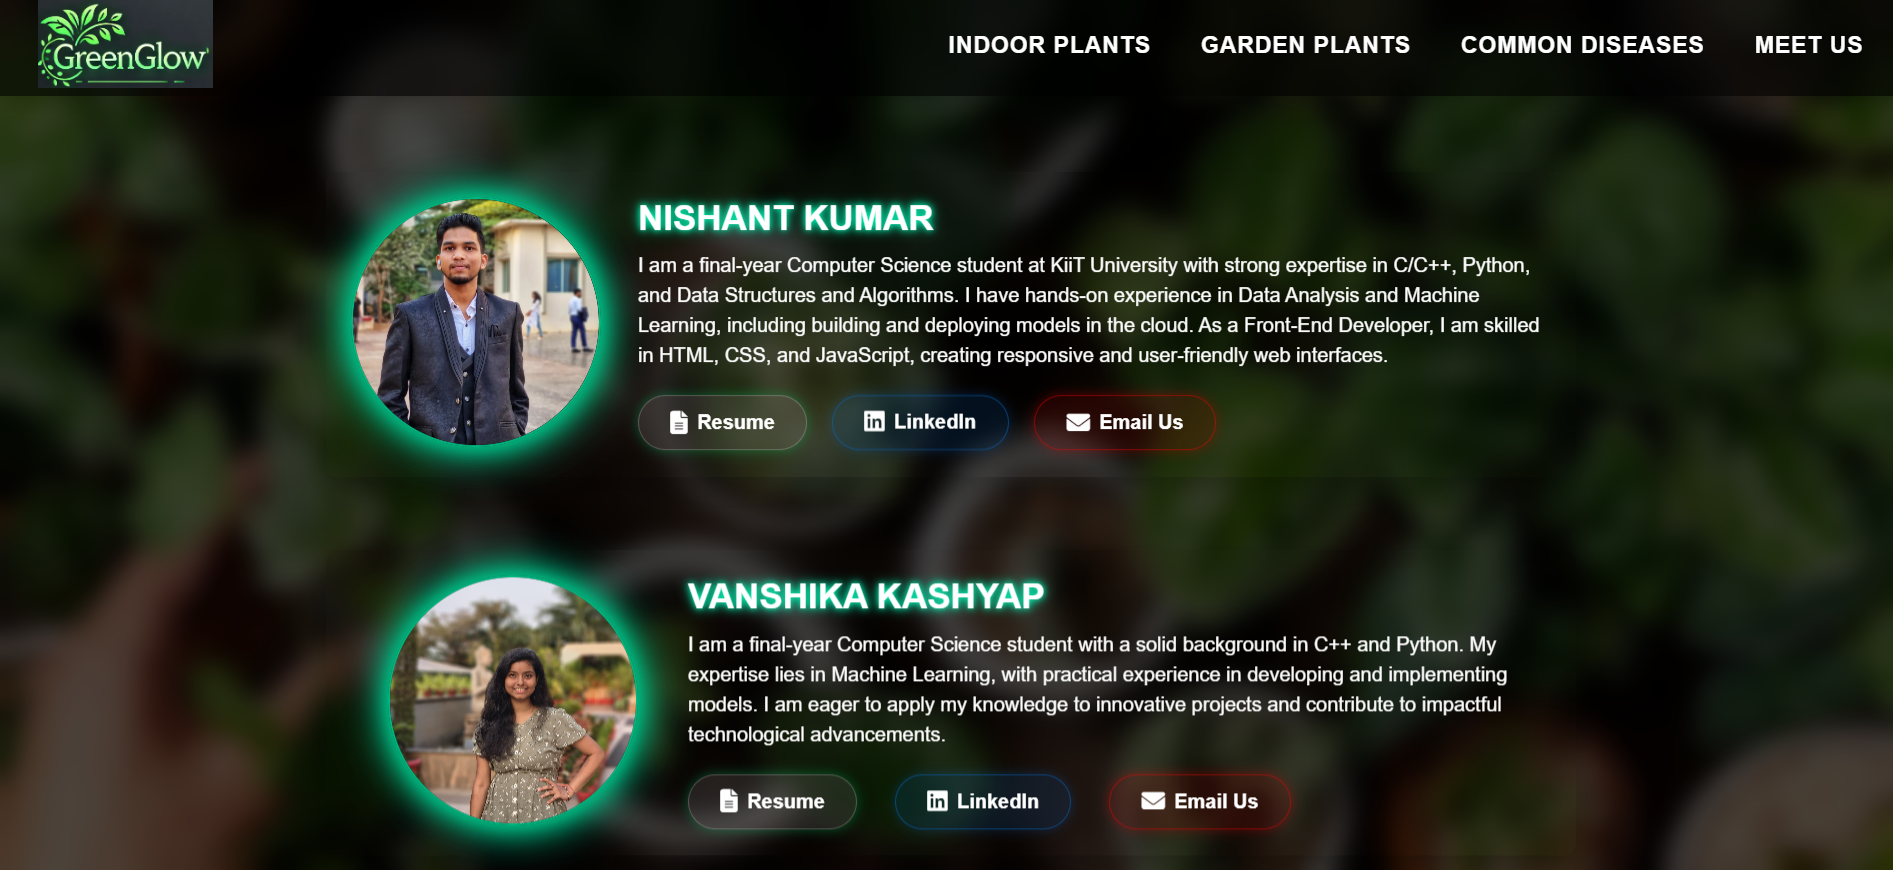 GreenGlow
INDOOR PLANTS GARDEN PLANTS COMMON DISEASES MEET US
NISHANT KUMAR
I am a final-year Computer Science student at KiiT University with strong expertise in C/C++, Python,
and Data Structures and Algorithms. I have hands-on experience in Data Analysis and Machine
Learning, including building and deploying models in the cloud. As a Front-End Developer, I am skilled
in HTML, CSS, and JavaScript, creating responsive and user-friendly web interfaces.
Resume LinkedIn Email Us
VANSHIKA KASHYAP
I am a final-year Computer Science student with a solid background in C++ and Python. My
expertise lies in Machine Learning, with practical experience in developing and implementing
models. I am eager to apply my knowledge to innovative projects and contribute to impactful
technological advancements.
Resume LinkedIn Email Us